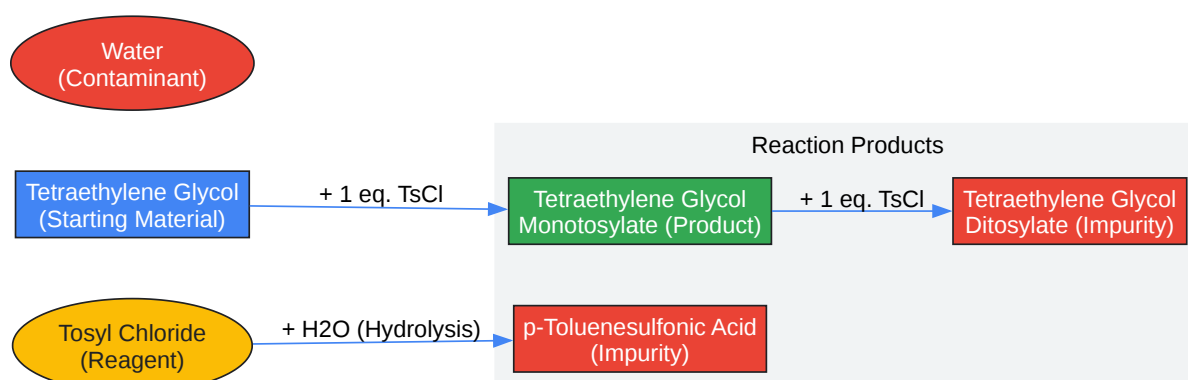 Water
(Contaminant)
Reaction Products
Tetraethylene Glycol
(Starting Material)
+ 1 eq. TsCl
Tetraethylene Glycol
Monotosylate (Product)
+ 1 eq. TsCl
Tetraethylene Glycol
Ditosylate (Impurity)
Tosyl Chloride
(Reagent)
+ H2O (Hydrolysis)
p-Toluenesulfonic Acid
(Impurity)